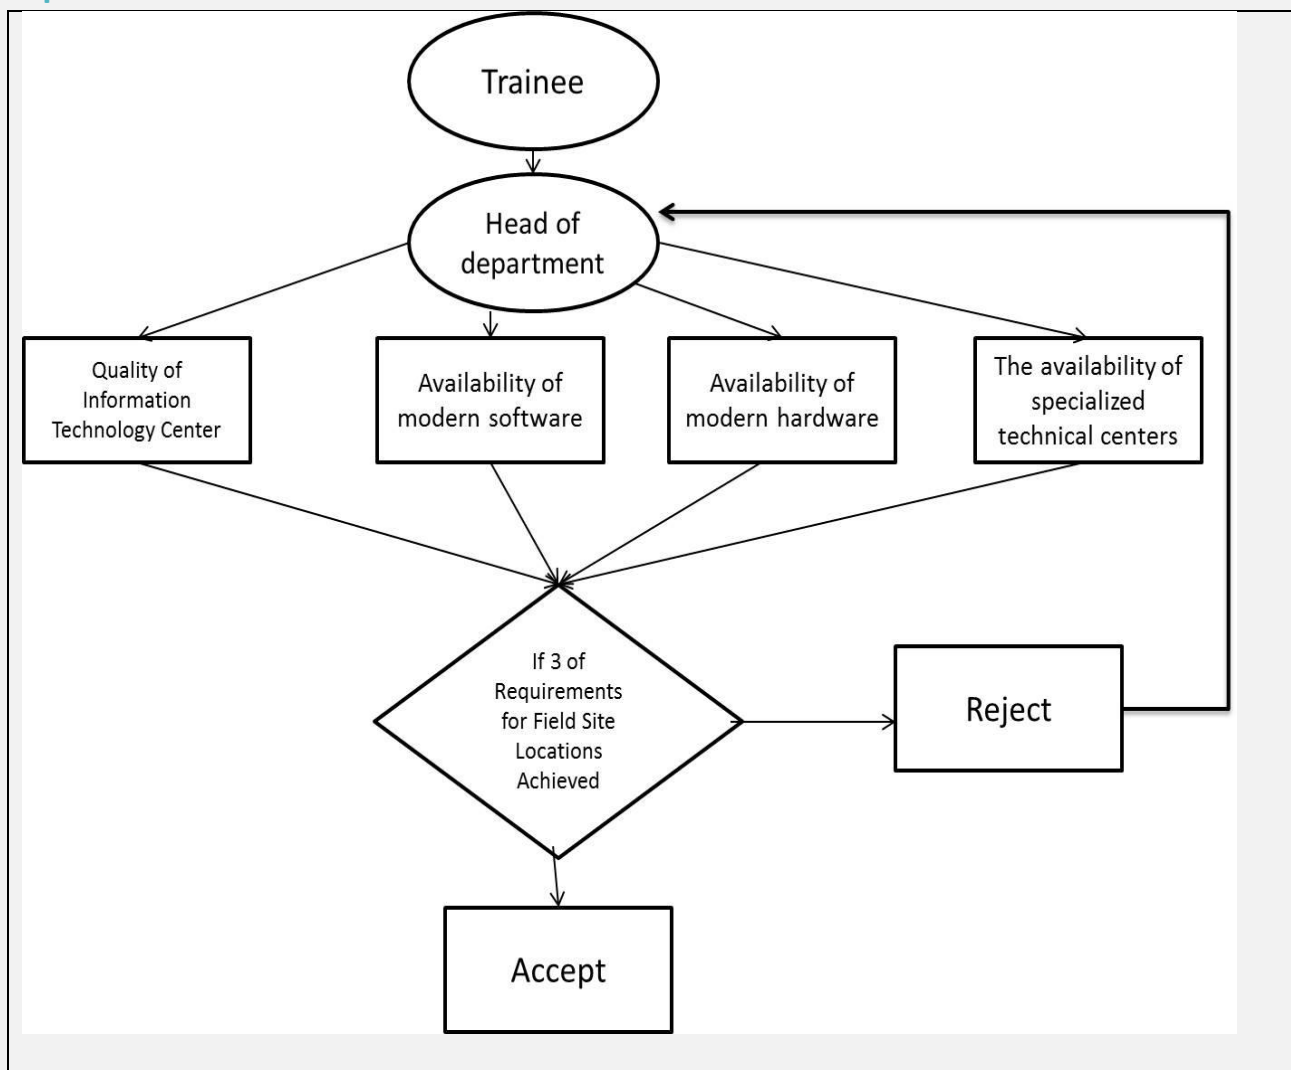 Trainee
Head of
department
Quality of
Information
Technology Center
Availability of
modern software
Availability of
modern hardware
The availability of
specialized
technical centers
If 3 of
Requirements
for Field Site
Locations
Achieved
Reject
Accept